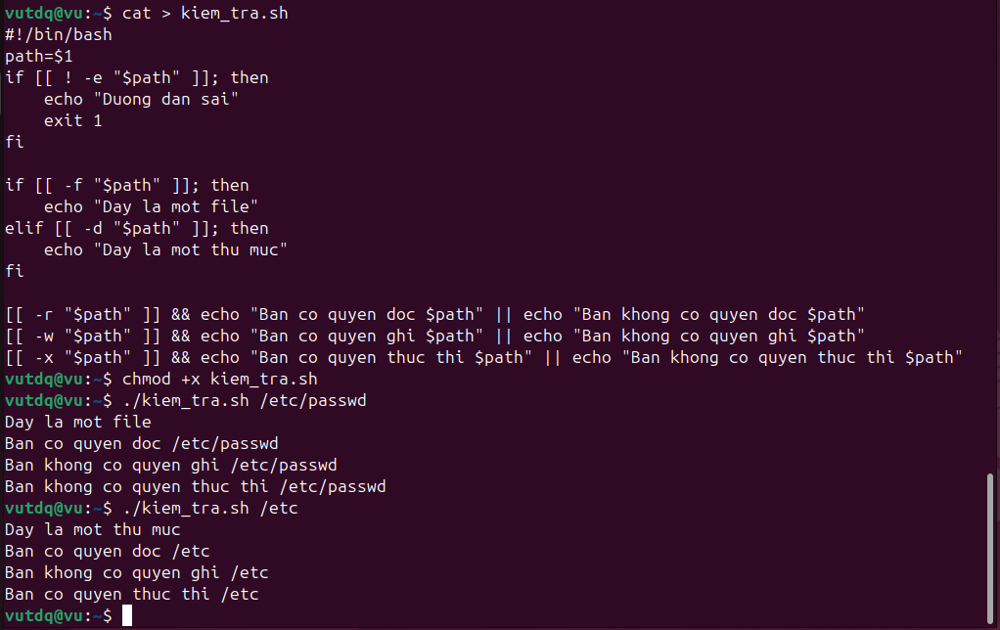 vutdq@vu:~$ cat > kiem_tra.sh
#!/bin/bash
path=$1
if [[ ! -e "$path" ]]; then
    echo "Duong dan sai"
    exit 1
fi

if [[ -f "$path" ]]; then
    echo "Day la mot file"
elif [[ -d "$path" ]]; then
    echo "Day la mot thu muc"
fi

[[ -r "$path" ]] && echo "Ban co quyen doc $path" || echo "Ban khong co quyen doc $path"
[[ -w "$path" ]] && echo "Ban co quyen ghi $path" || echo "Ban khong co quyen ghi $path"
[[ -x "$path" ]] && echo "Ban co quyen thuc thi $path" || echo "Ban khong co quyen thuc thi $path"
vutdq@vu:~$ chmod +x kiem_tra.sh
vutdq@vu:~$ ./kiem_tra.sh /etc/passwd
Day la mot file
Ban co quyen doc /etc/passwd
Ban khong co quyen ghi /etc/passwd
Ban khong co quyen thuc thi /etc/passwd
vutdq@vu:~$ ./kiem_tra.sh /etc
Day la mot thu muc
Ban co quyen doc /etc
Ban khong co quyen ghi /etc
Ban co quyen thuc thi /etc
vutdq@vu:~$